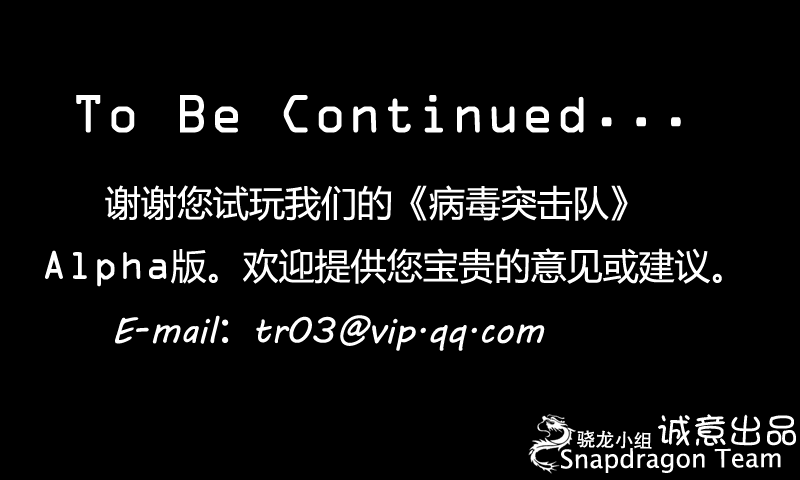 To Be Continued...
谢谢您试玩我们的《病毒突击队》
Alpha版。欢迎提供您宝贵的意见或建议。
E-mail: tr03@vip.qq.com
骁龙小组 诚意出品
Snapdragon Team